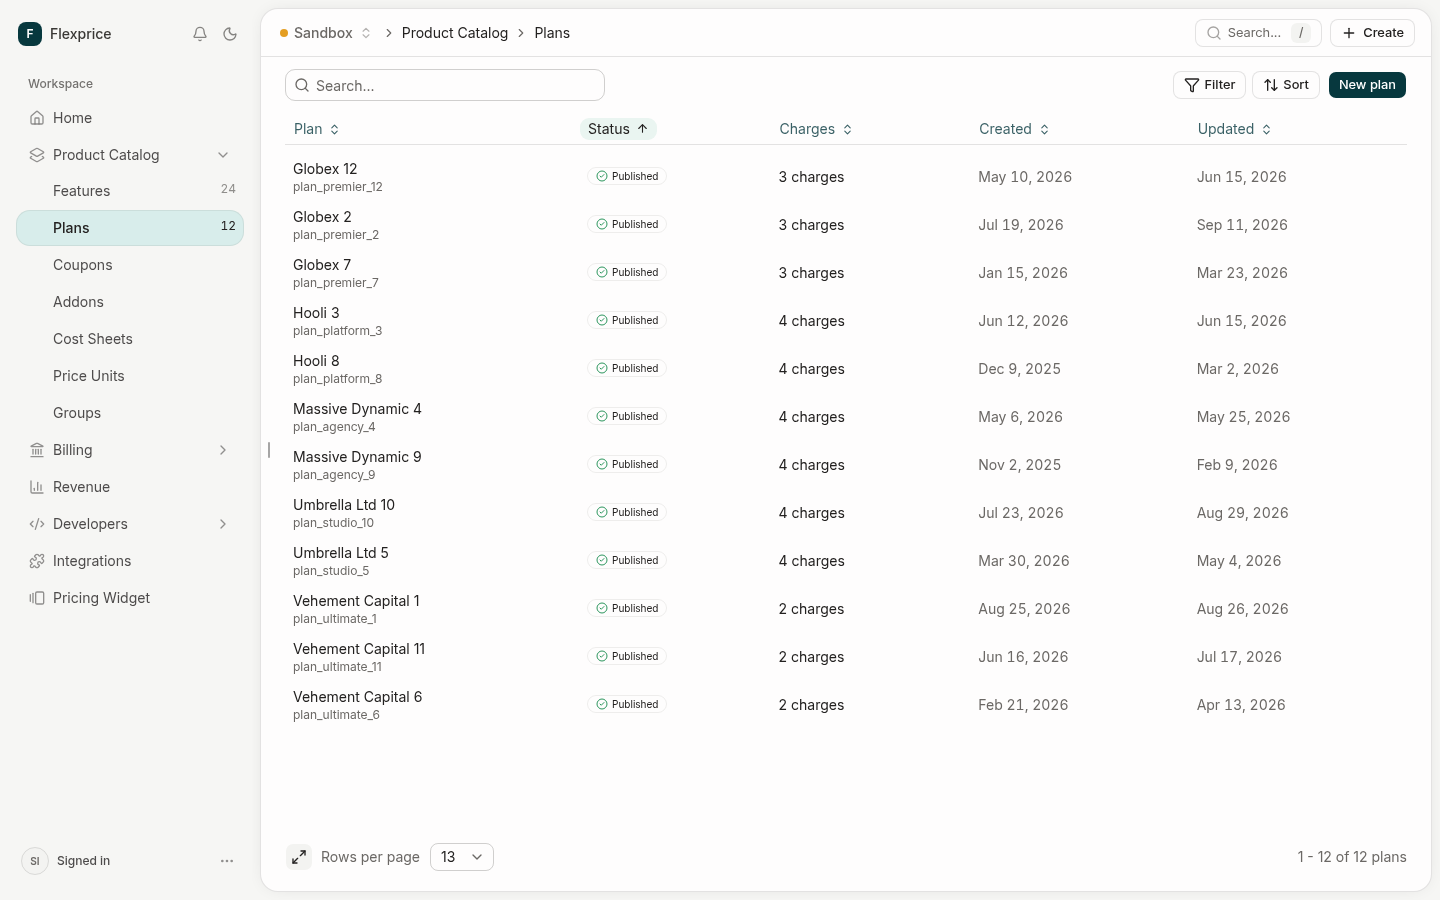 F Flexprice
Workspace
Home
Product Catalog
Features 24
Plans 12
Coupons
Addons
Cost Sheets
Price Units
Groups
Billing
Revenue
Developers
Integrations
Pricing Widget
SI Signed in
Sandbox Product Catalog Plans
Search... /
Create
Search...
Filter
Sort
New plan
Plan Status Charges Created Updated
Globex 12
plan_premier_12
Published 3 charges May 10, 2026 Jun 15, 2026
Globex 2
plan_premier_2
Published 3 charges Jul 19, 2026 Sep 11, 2026
Globex 7
plan_premier_7
Published 3 charges Jan 15, 2026 Mar 23, 2026
Hooli 3
plan_platform_3
Published 4 charges Jun 12, 2026 Jun 15, 2026
Hooli 8
plan_platform_8
Published 4 charges Dec 9, 2025 Mar 2, 2026
Massive Dynamic 4
plan_agency_4
Published 4 charges May 6, 2026 May 25, 2026
Massive Dynamic 9
plan_agency_9
Published 4 charges Nov 2, 2025 Feb 9, 2026
Umbrella Ltd 10
plan_studio_10
Published 4 charges Jul 23, 2026 Aug 29, 2026
Umbrella Ltd 5
plan_studio_5
Published 4 charges Mar 30, 2026 May 4, 2026
Vehement Capital 1
plan_ultimate_1
Published 2 charges Aug 25, 2026 Aug 26, 2026
Vehement Capital 11
plan_ultimate_11
Published 2 charges Jun 16, 2026 Jul 17, 2026
Vehement Capital 6
plan_ultimate_6
Published 2 charges Feb 21, 2026 Apr 13, 2026
Rows per page 13
1 - 12 of 12 plans